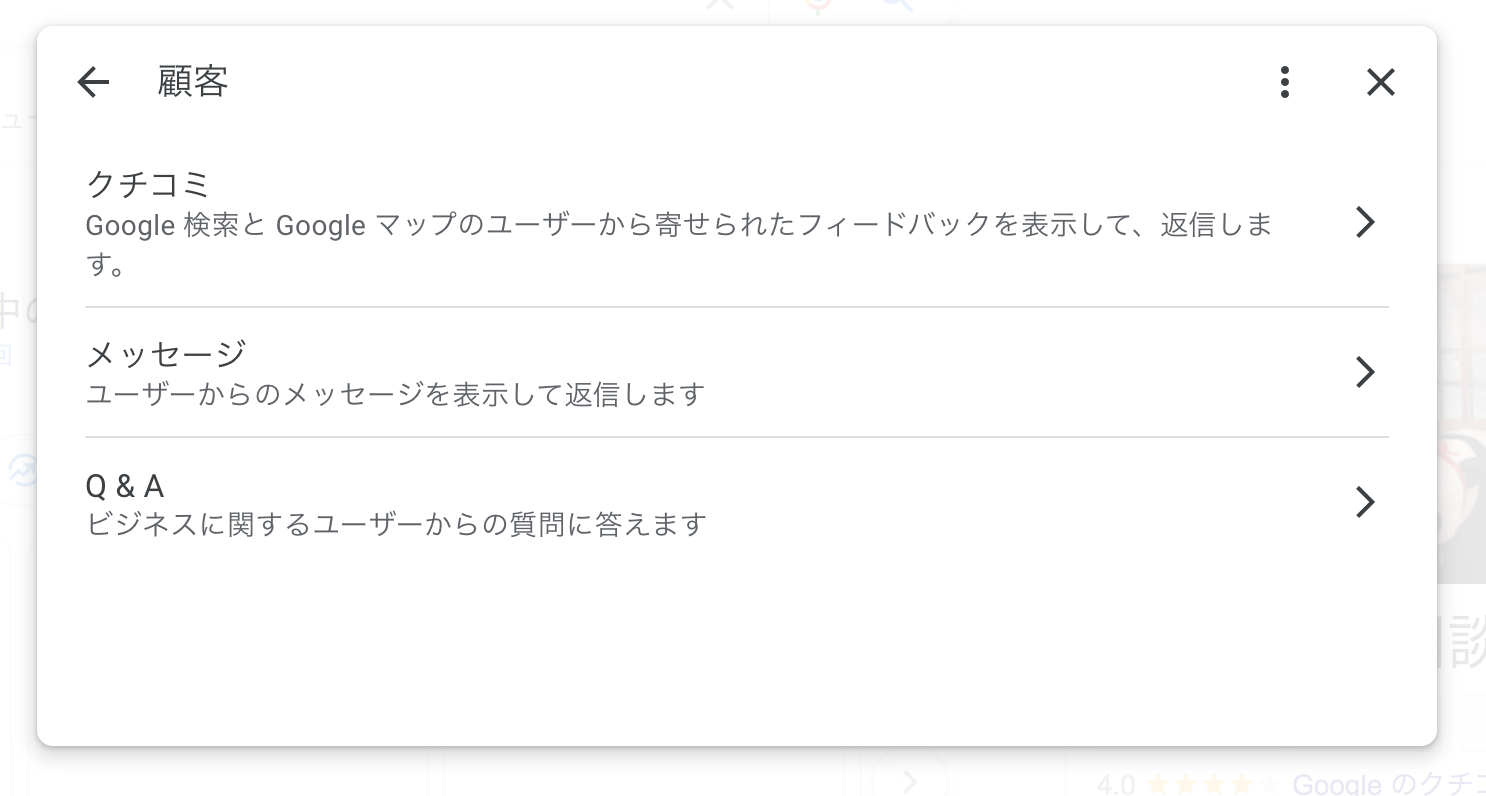 顧客
クチコミ
Google 検索と Google マップのユーザーから寄せられたフィードバックを表示して、返信しま
す。
メッセージ
ユーザーからのメッセージを表示して返信します
Q & A
ビジネスに関するユーザーからの質問に答えます
談
4.0
Google のクチコ